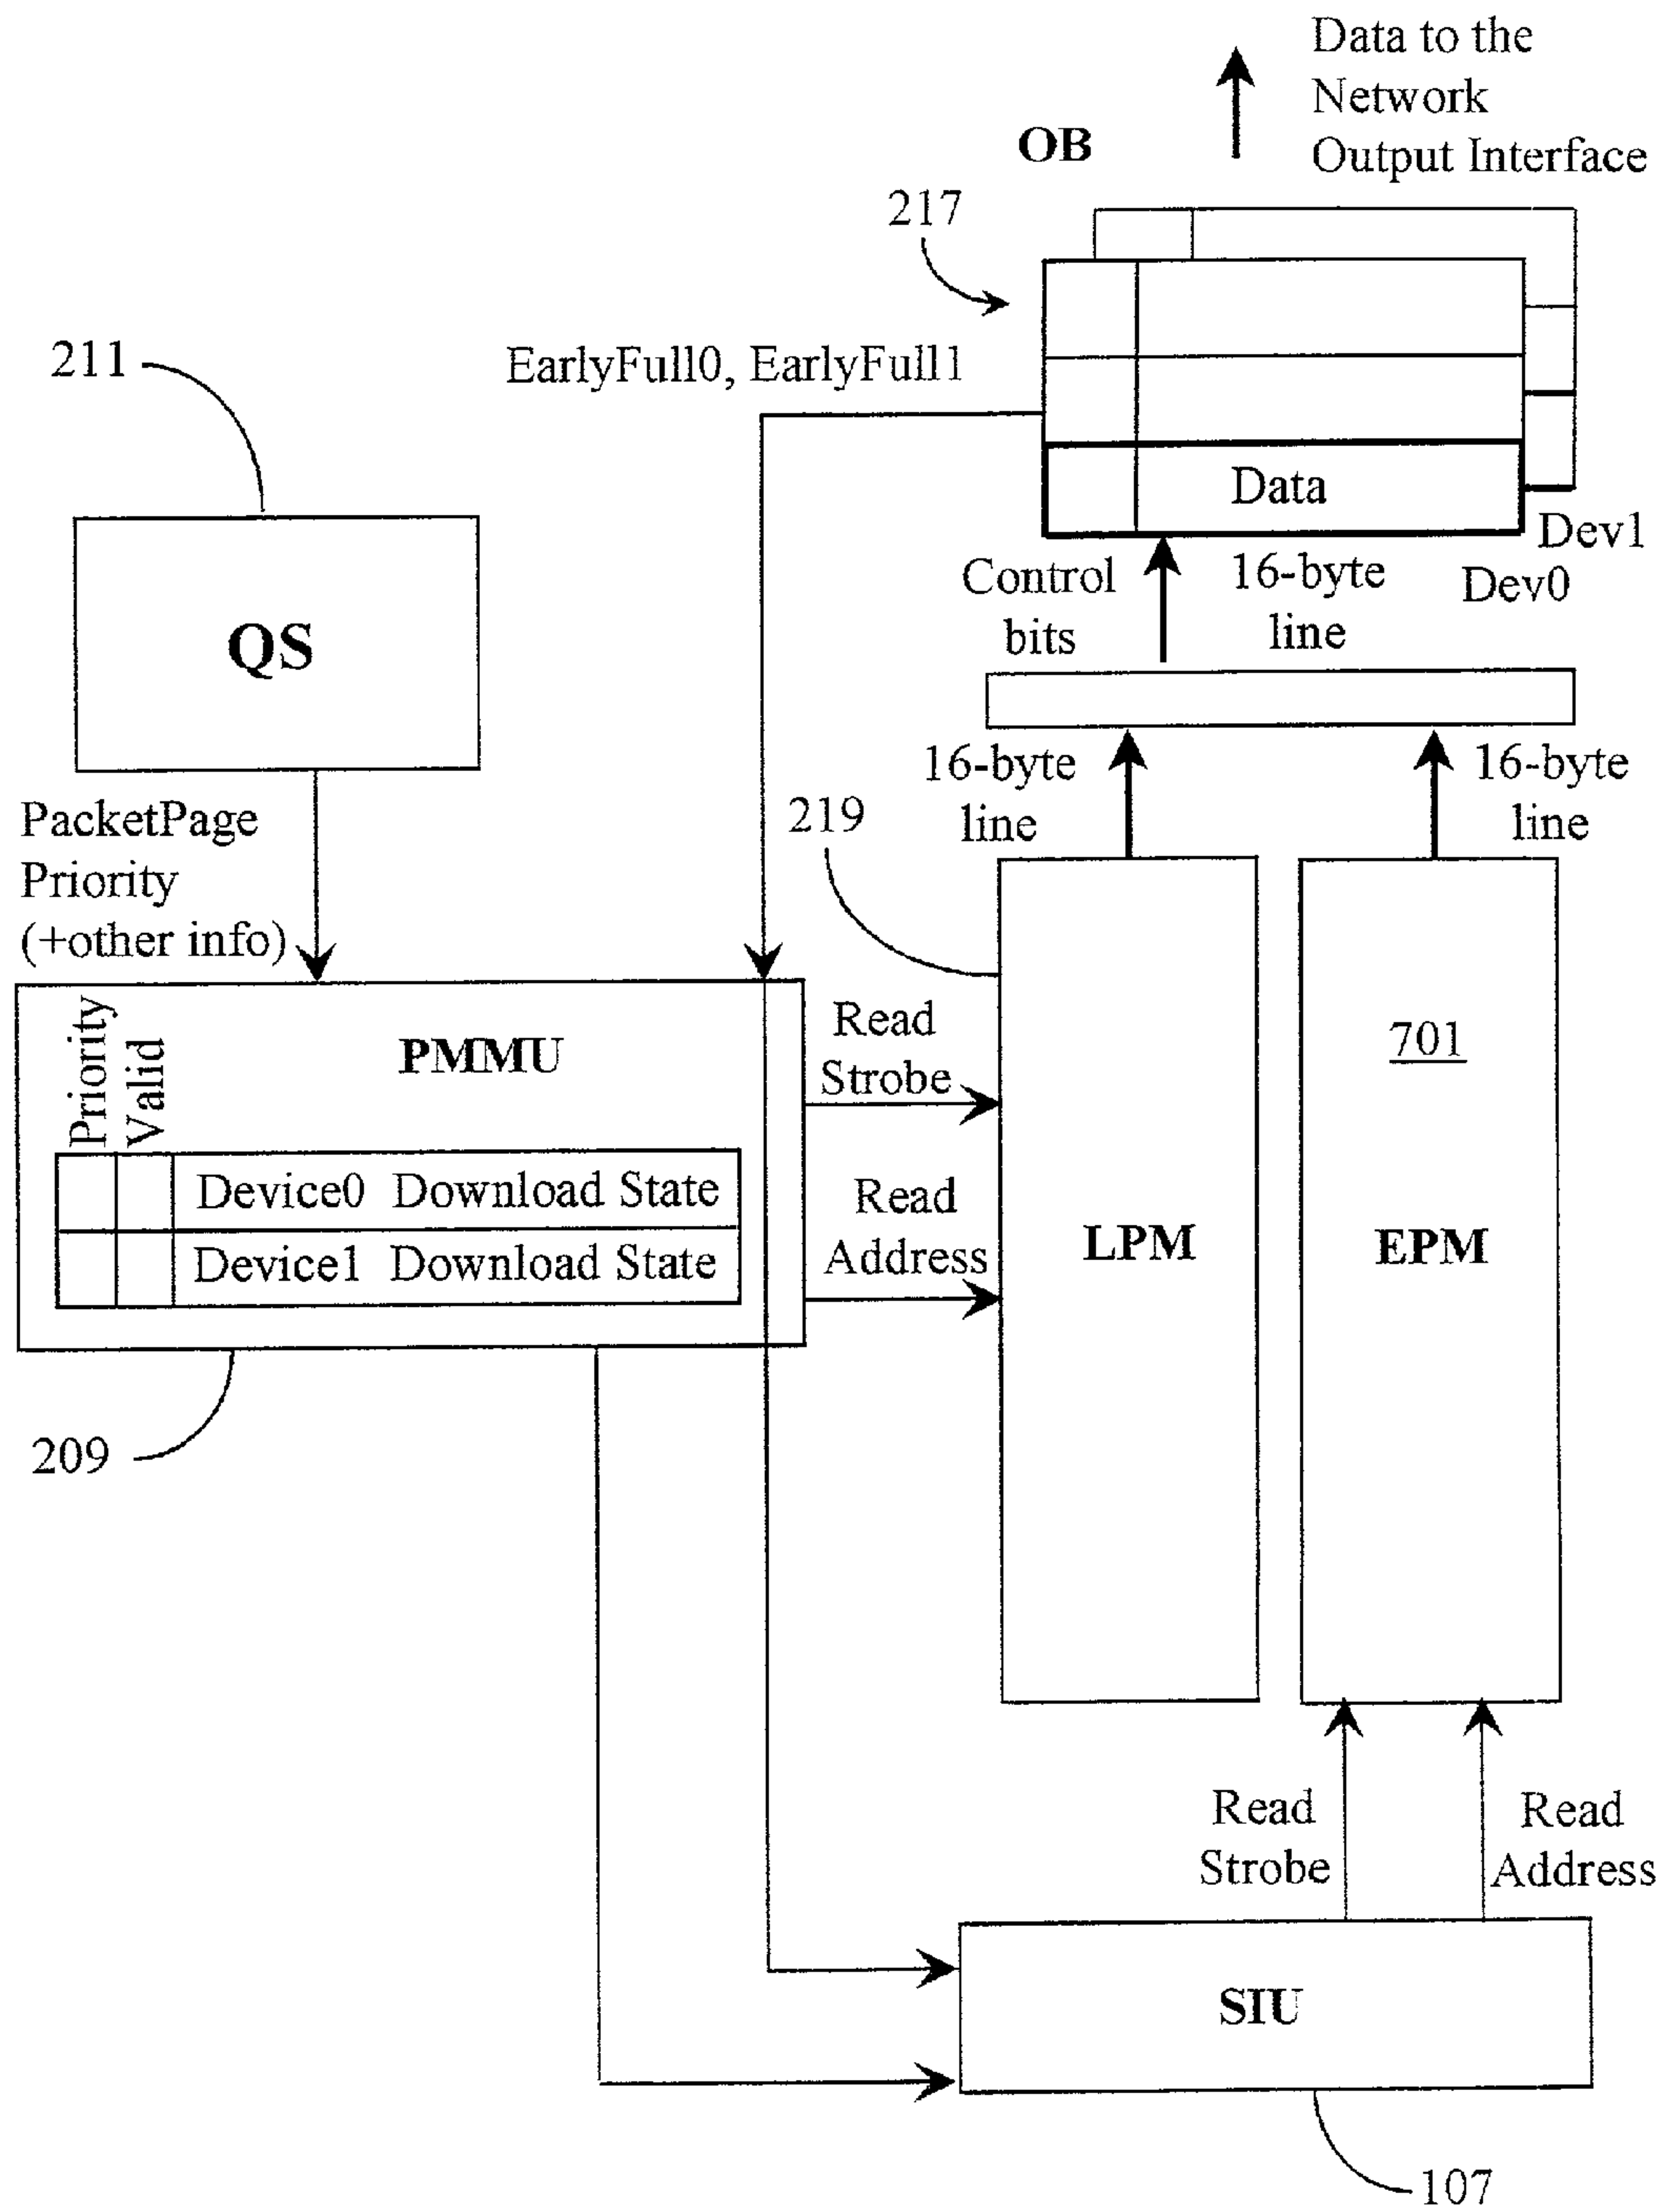 Data to the
Network
Output Interface
OB
217
211
EarlyFull0, EarlyFull1
Data
Dev1
Dev0
Control
bits
16-byte
line
QS
PacketPage
Priority
(+other info)
16-byte
line
16-byte
line
219
Priority
Valid
PMMU
Read
Strobe
701
Device0 Download State
Device1 Download State
Read
Address
LPM
EPM
209
Read
Strobe
Read
Address
SIU
107